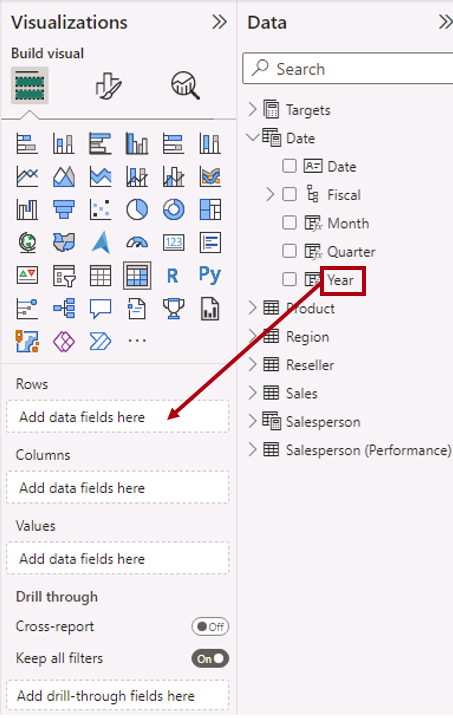 Visualizations
Build visual
123
R
Py
...
Rows
Add data fields here
Columns
Add data fields here
Values
Add data fields here
Drill through
Cross-report
Off
Keep all filters
On
Add drill-through fields here
Data
Search
Targets
Date
Date
Fiscal
Month
Quarter
Year
Product
Region
Reseller
Sales
Salesperson
Salesperson (Performance)